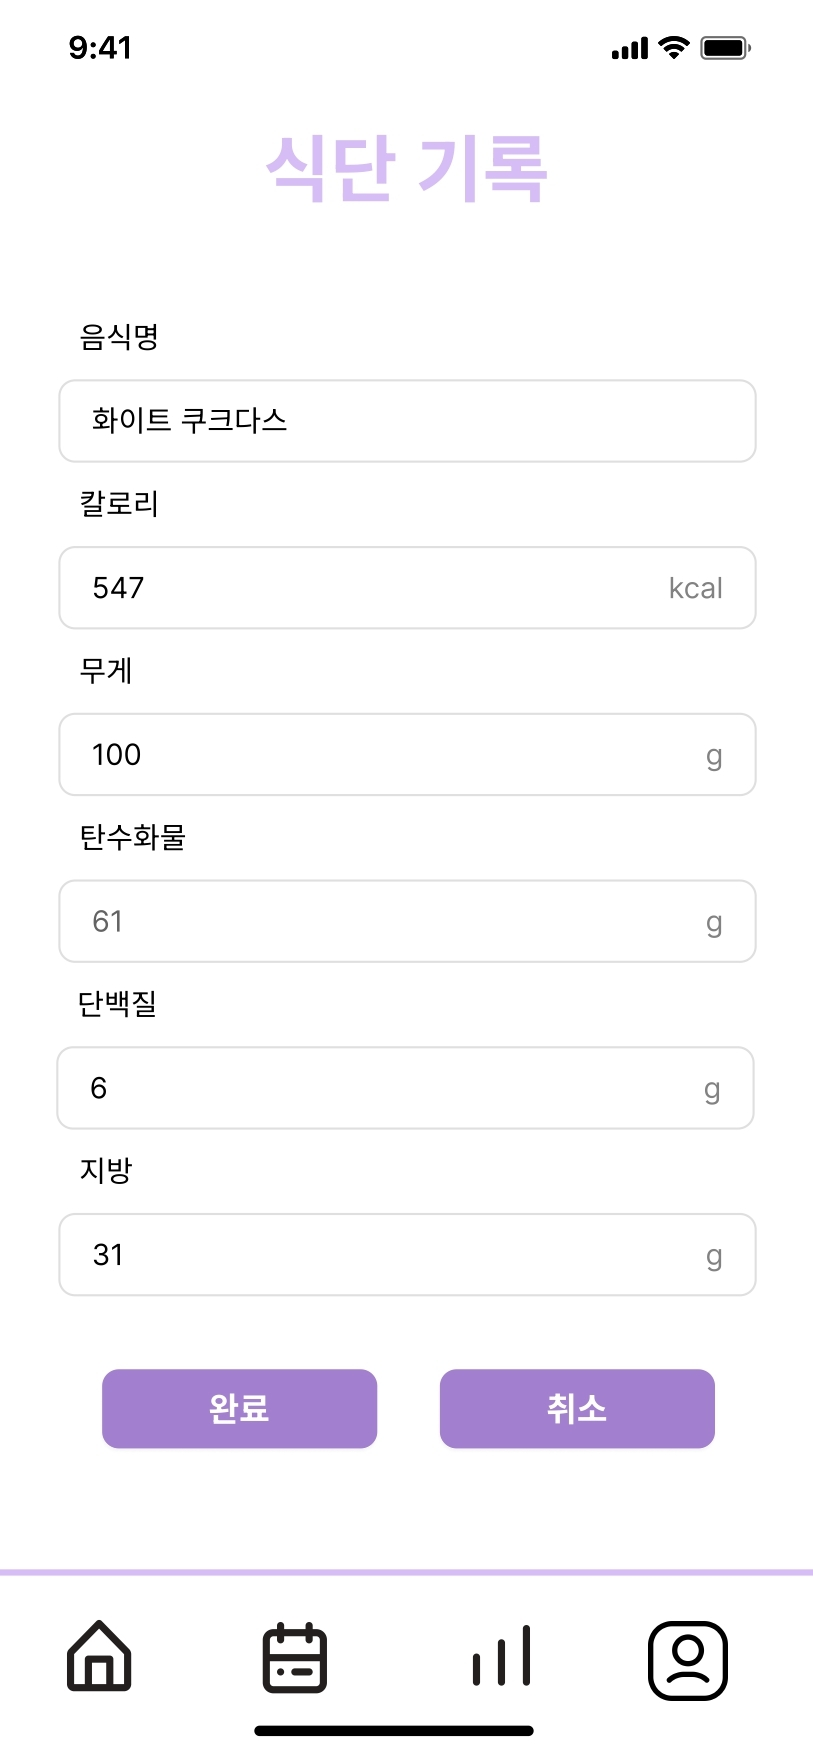 9:41
식단 기록
음식명
화이트 쿠크다스
칼로리
547 kcal
무게
100 g
탄수화물
61 g
단백질
6 g
지방
31 g
완료 취소